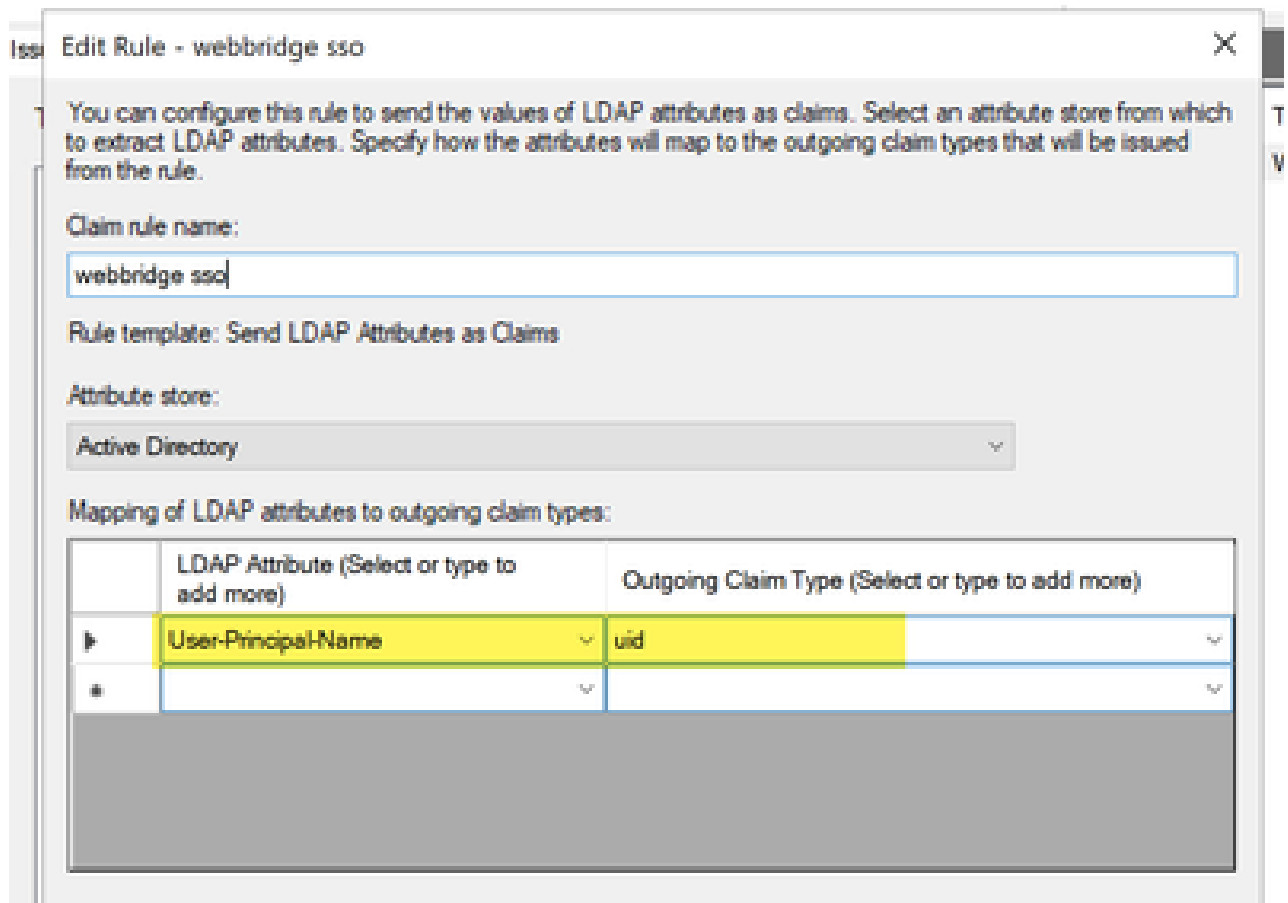 Iss
Edit Rule - webbridge sso
You can configure this rule to send the values of LDAP attributes as claims. Select an attribute store from which
to extract LDAP attributes. Specify how the attributes will map to the outgoing claim types that will be issued
from the rule.
Claim rule name:
webbridge sso
Rule template: Send LDAP Attributes as Claims
Attribute store:
Active Directory
Mapping of LDAP attributes to outgoing claim types:
LDAP Attribute (Select or type to
add more)
Outgoing Claim Type (Select or type to add more)
User-Principal-Name
uid